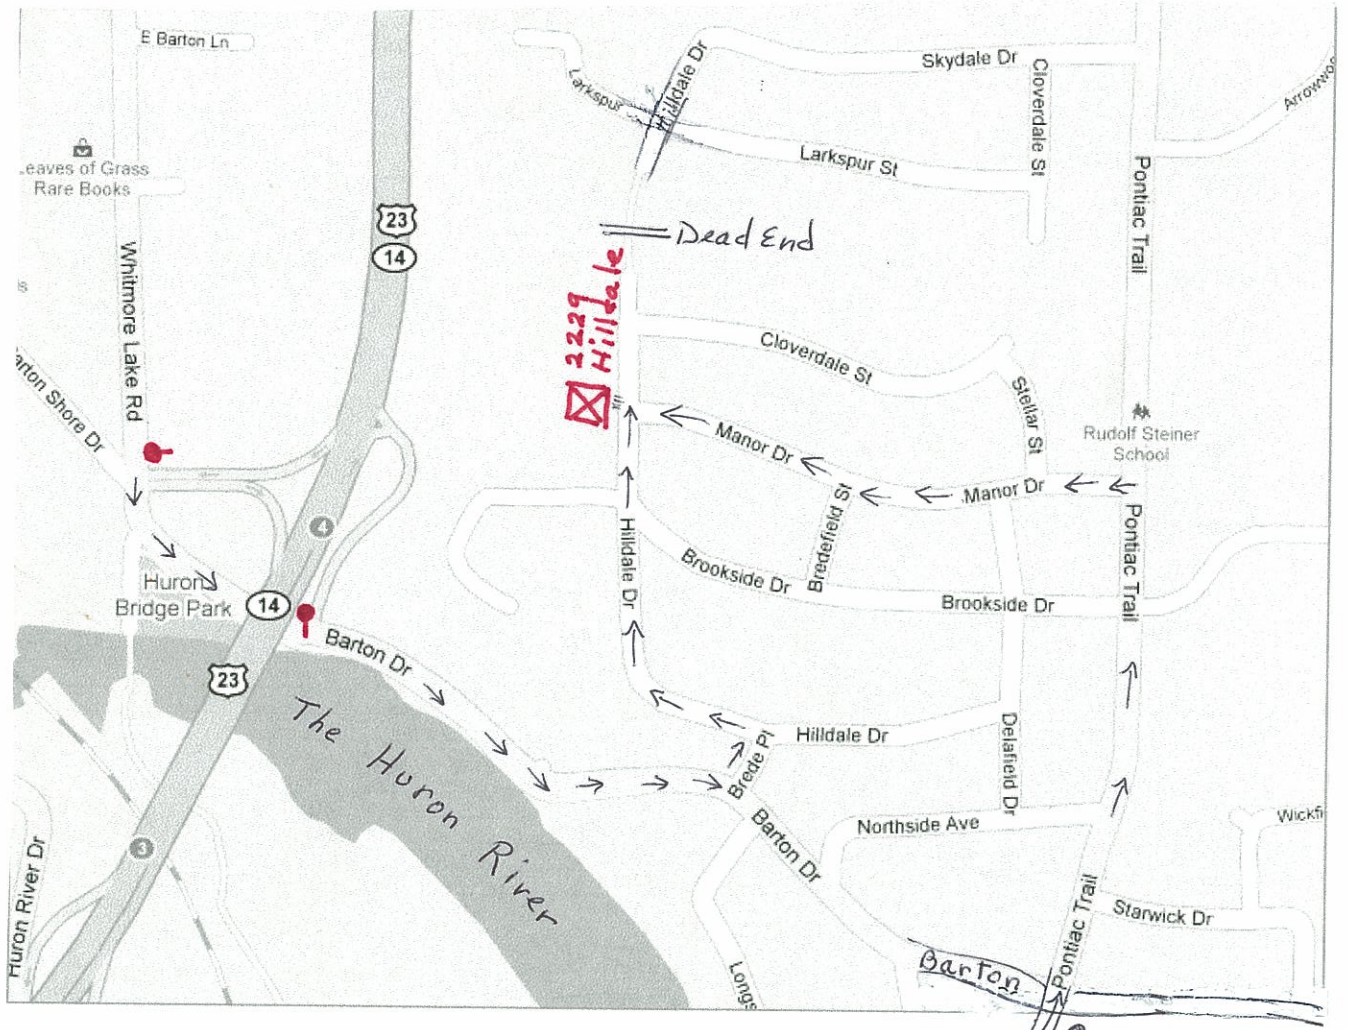 E Barton Ln
Hilldale Dr
Skydale Dr
Cloverdale St
Larkspur
Leaves of Grass
Rare Books
Larkspur St
Pontiac Trail
23
14
Dead End
Whitmore Lake Rd
2229
Hilldale
Cloverdale St
Stellar St
arton Shore Dr
Manor Dr
Rudolf Steiner
School
Manor Dr
4
Bredefield St
Pontiac Trail
Hilldale Dr
Brookside Dr
Huron
Bridge Park
14
Brookside Dr
Barton Dr
23
The Huron River
Hilldale Dr
Brede Pl
Delafield Dr
Barton Dr
Northside Ave
Wickfi
3
Huron River Dr
Pontiac Trail
Starwick Dr
Barton
Longs